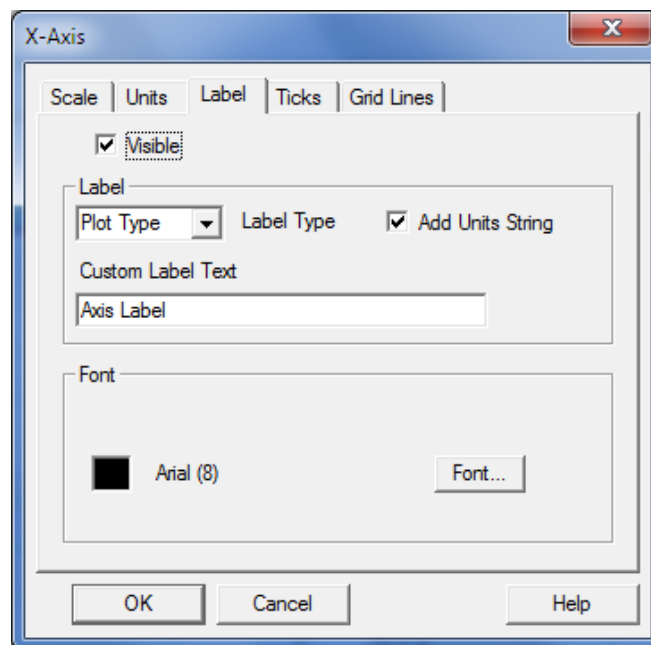 X-Axis
Scale Units Label Ticks Grid Lines
Visible
Label
Plot Type Label Type Add Units String
Custom Label Text
Axis Label
Font
Arial (8) Font...
OK Cancel Help